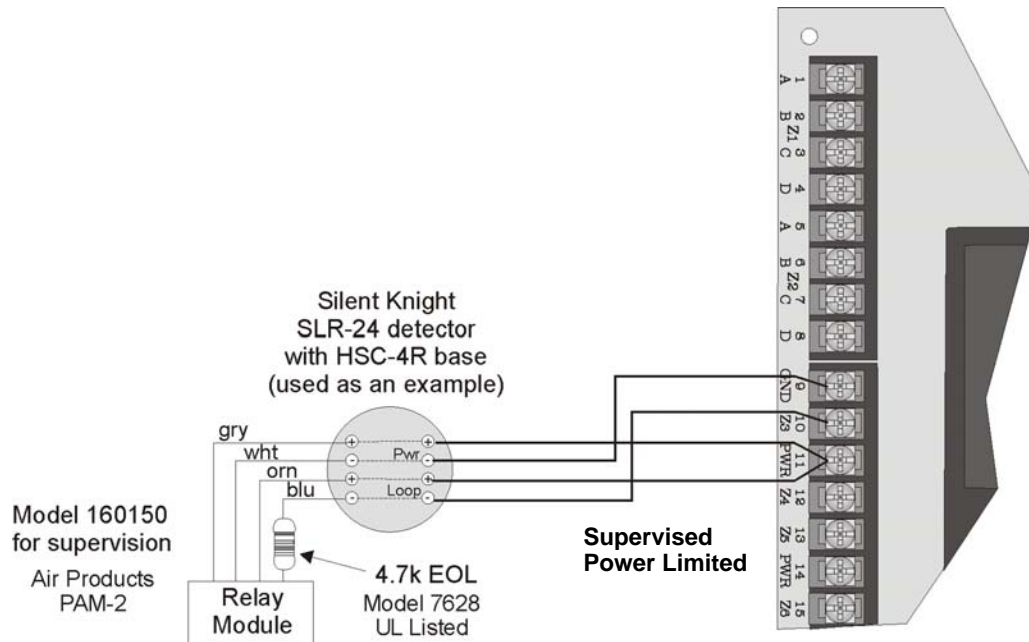 1
A
2
B
Z1
3
C
4
D
5
A
6
B
Z2
7
C
8
D
9
GND
10
Z3
11
PWR
12
Z4
13
Z5
14
PWR
15
Z6
Silent Knight
SLR-24 detector
with HSC-4R base
(used as an example)
gry
wht
orn
blu
+ +
- Pwr -
+ +
- Loop -
Model 160150
for supervision
Air Products
PAM-2
Relay
Module
4.7k EOL
Model 7628
UL Listed
Supervised
Power Limited